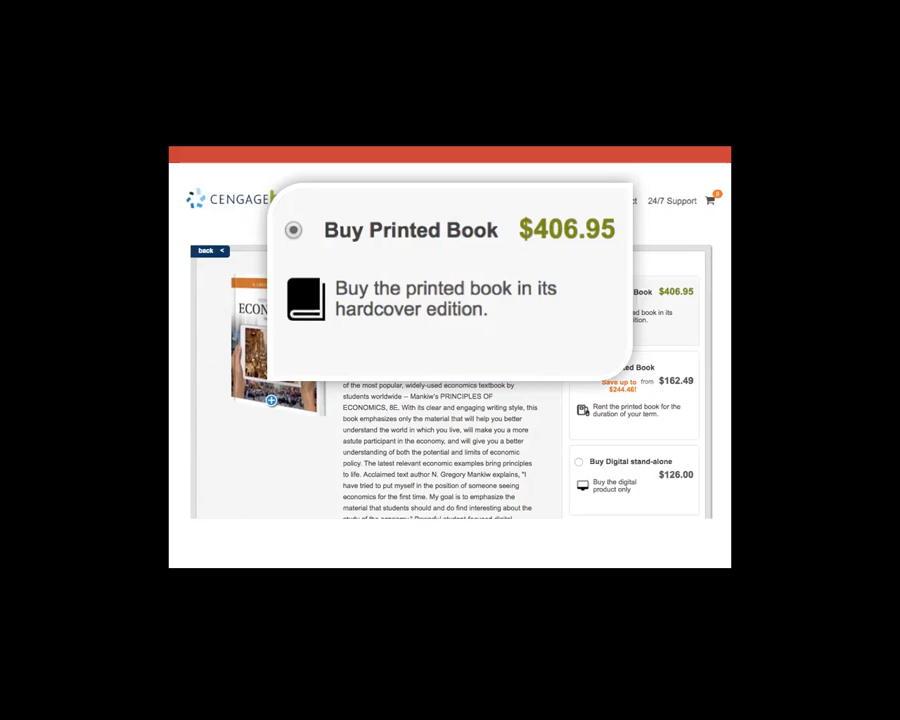 CENGAGE
24/7 Support
0
back <
Buy Printed Book $406.95
Buy the printed book in its
hardcover edition.
ECON
Book $406.95
ed book in its
ition.
ed Book
Save up to
$244.46!
from $162.49
Rent the printed book for the
duration of your term.
Buy Digital stand-alone
$126.00
Buy the digital
product only
of the most popular, widely-used economics textbook by
students worldwide -- Mankiw's PRINCIPLES OF
ECONOMICS, 8E. With its clear and engaging writing style, this
book emphasizes only the material that will help you better
understand the world in which you live, will make you a more
astute participant in the economy, and will give you a better
understanding of both the potential and limits of economic
policy. The latest relevant economic examples bring principles
to life. Acclaimed text author N. Gregory Mankiw explains, "I
have tried to put myself in the position of someone seeing
economics for the first time. My goal is to emphasize the
material that students should and do find interesting about the